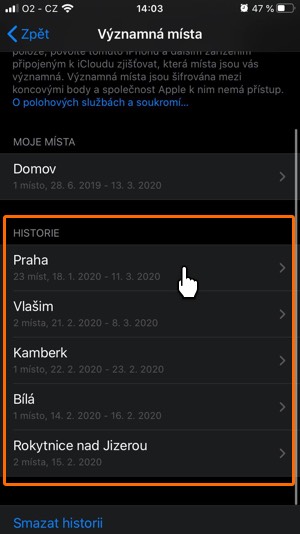 O2 - CZ 14:03 47 %
Zpět Významná místa
polože, povolte tomuto iPhonu a dalším zařízením
připojeným k iCloudu zjišťovat, která místa jsou vás
významná. Významná místa jsou šifrována mezi
koncovými body a společnost Apple k nim nemá přístup.
O polohových službách a soukromí...
MOJE MÍSTA
Domov
1 místo, 28. 6. 2019 - 13. 3. 2020
HISTORIE
Praha
23 míst, 18. 1. 2020 - 11. 3. 2020
Vlašim
2 místa, 21. 2. 2020 - 8. 3. 2020
Kamberk
1 místo, 22. 2. 2020 - 23. 2. 2020
Bílá
1 místo, 14. 2. 2020 - 16. 2. 2020
Rokytnice nad Jizerou
2 místa, 15. 2. 2020
Smazat historii